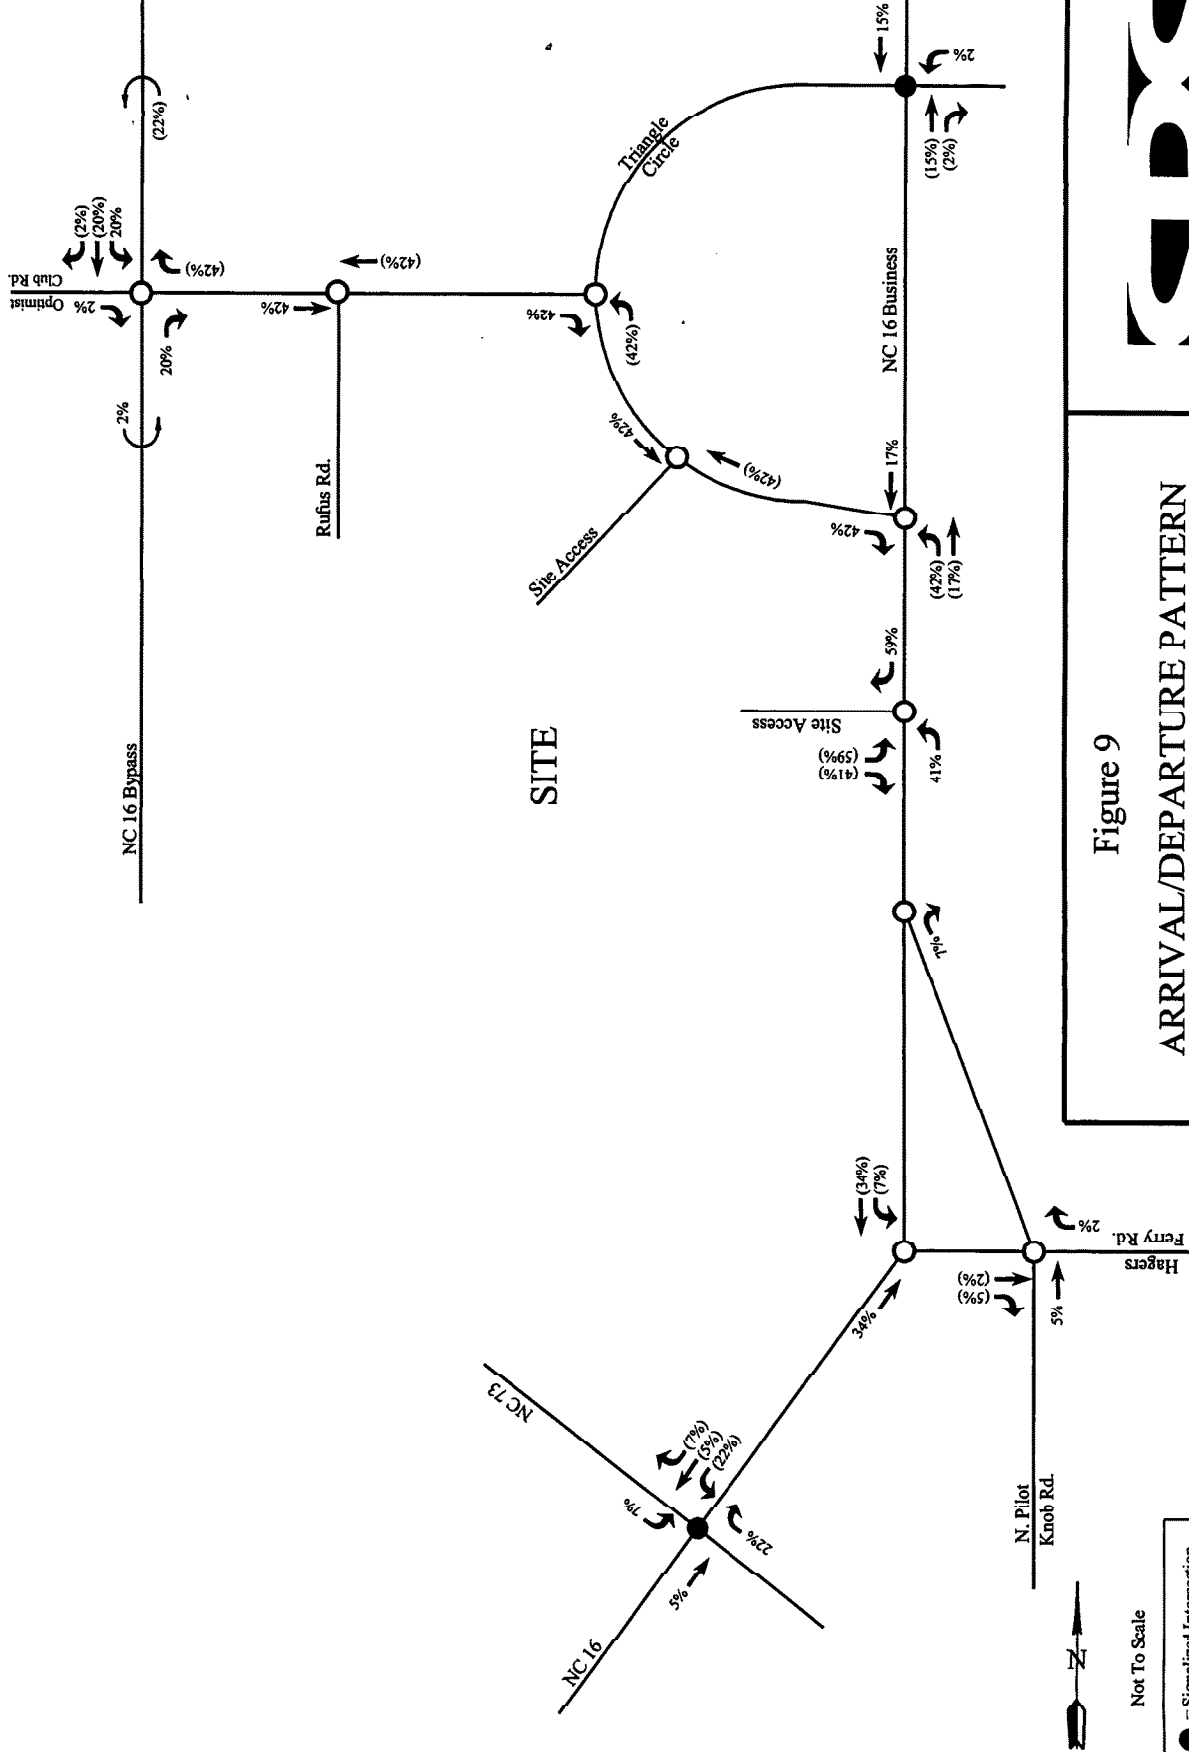 15%
2%
(15%)
(2%)
(22%)
Triangle
Circle
(2%)
(20%)
20%
Optimist
Club Rd.
2%
(42%)
20%
42%
(42%)
42%
(42%)
NC 16 Business
2%
Rufus Rd.
42%
(42%)
17%
42%
(42%)
(17%)
Site Access
59%
Site Access
(59%)
(41%)
41%
NC 16 Bypass
SITE
7%
Figure 9
ARRIVAL/DEPARTURE PATTERN
(34%)
(7%)
34%
2%
Hagers
Ferry Rd.
(2%)
(5%)
5%
NC 73
(7%)
(5%)
(22%)
7%
22%
5%
NC 16
N. Pilot
Knob Rd.
N
Not To Scale
= Signalized Intersection